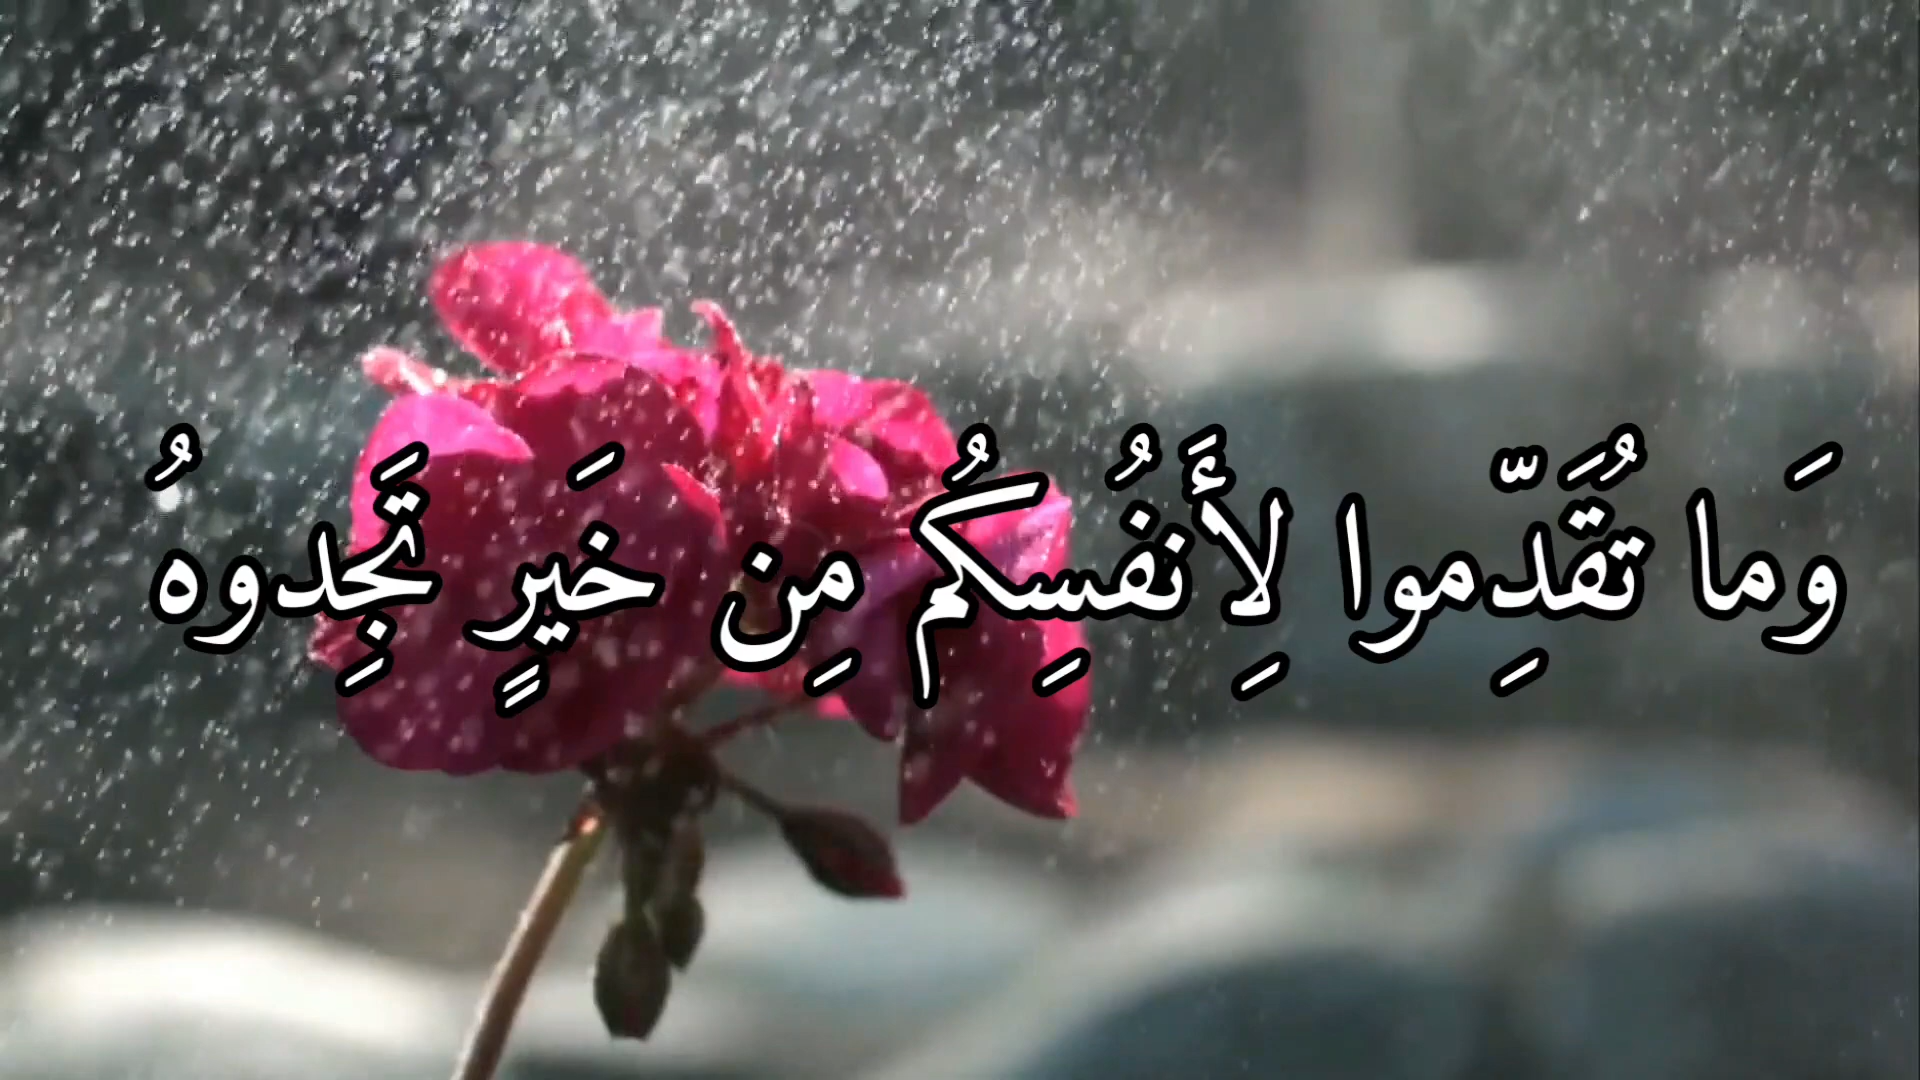 وَما تُقَدِّموا لِأَنفُسِكُم مِن خَيرٍ تَجِدوهُ